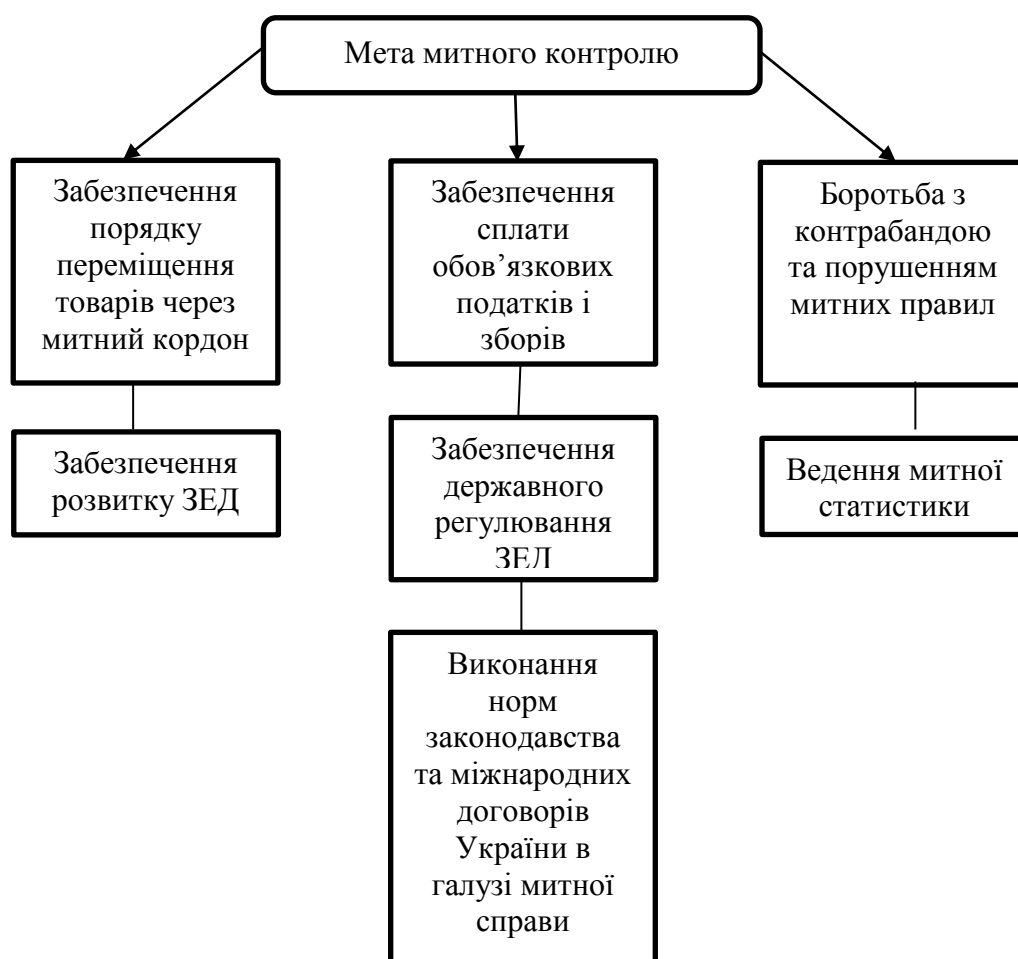 Мета митного контролю
Забезпечення
порядку
переміщення
товарів через
митний кордон
Забезпечення
сплати
обов’язкових
податків і
зборів
Боротьба з
контрабандою
та порушенням
митних правил
Забезпечення
розвитку ЗЕД
Забезпечення
державного
регулювання
ЗЕД
Ведення митної
статистики
Виконання
норм
законодавства
та міжнародних
договорів
України в
галузі митної
справи